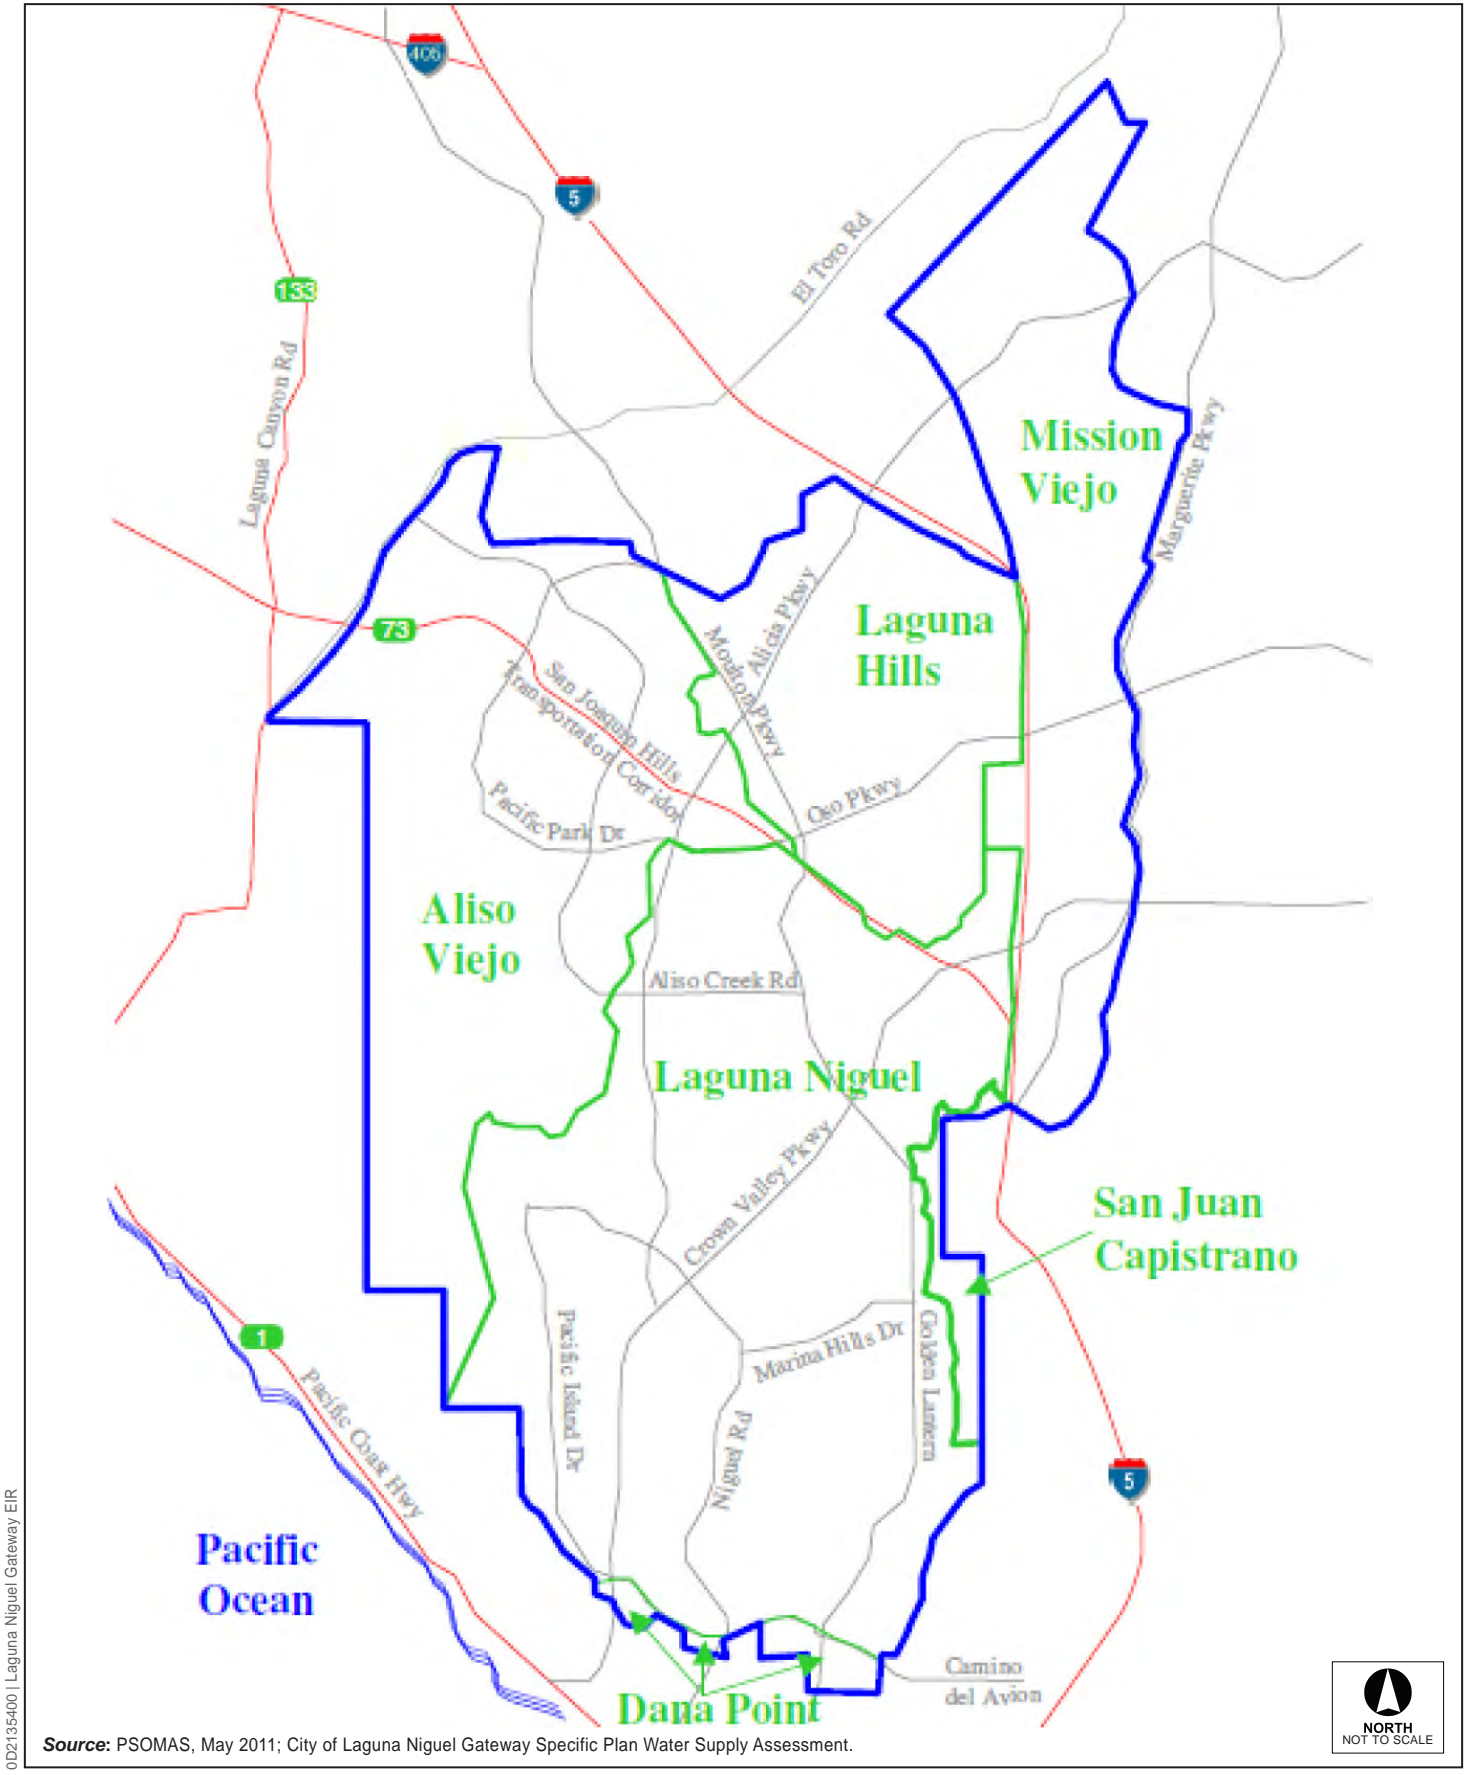 405
5
El Toro Rd
133
Laguna Canyon Rd
Mission
Viejo
Marguerite Pkwy
73
Laguna
Hills
Alicia Pkwy
Moulton Pkwy
San Joaquin Hills
Transportation Corridor
Oso Pkwy
Pacific Park Dr
Aliso
Viejo
Aliso Creek Rd
Laguna Niguel
Crown Valley Pkwy
San Juan
Capistrano
1
Pacific Coast Hwy
Pacific Island Dr
Marina Hills Dr
Golden Lantern
Niguel Rd
5
Pacific
Ocean
Camino
del Avion
Dana Point
NORTH
NOT TO SCALE
Source: PSOMAS, May 2011; City of Laguna Niguel Gateway Specific Plan Water Supply Assessment.
0D2135400 | Laguna Niguel Gateway EIR